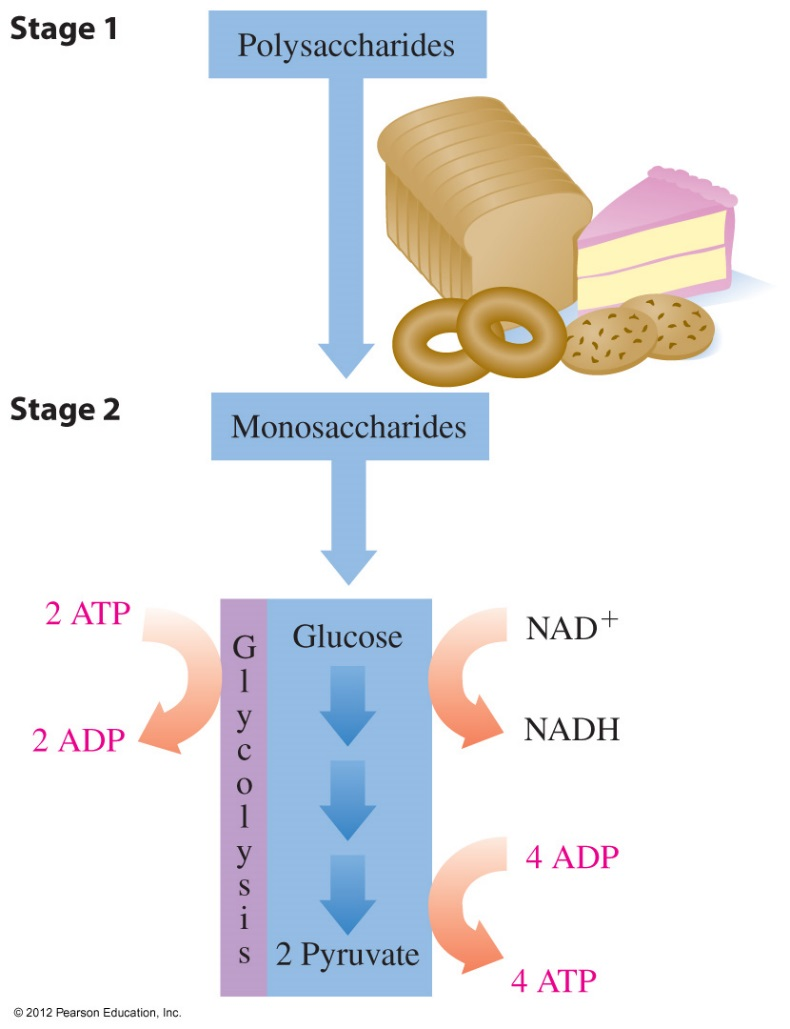 Stage 1
Polysaccharides
Stage 2
Monosaccharides
2 ATP
2 ADP
Glycolysis
Glucose
2 Pyruvate
NAD+
NADH
4 ADP
4 ATP
© 2012 Pearson Education, Inc.